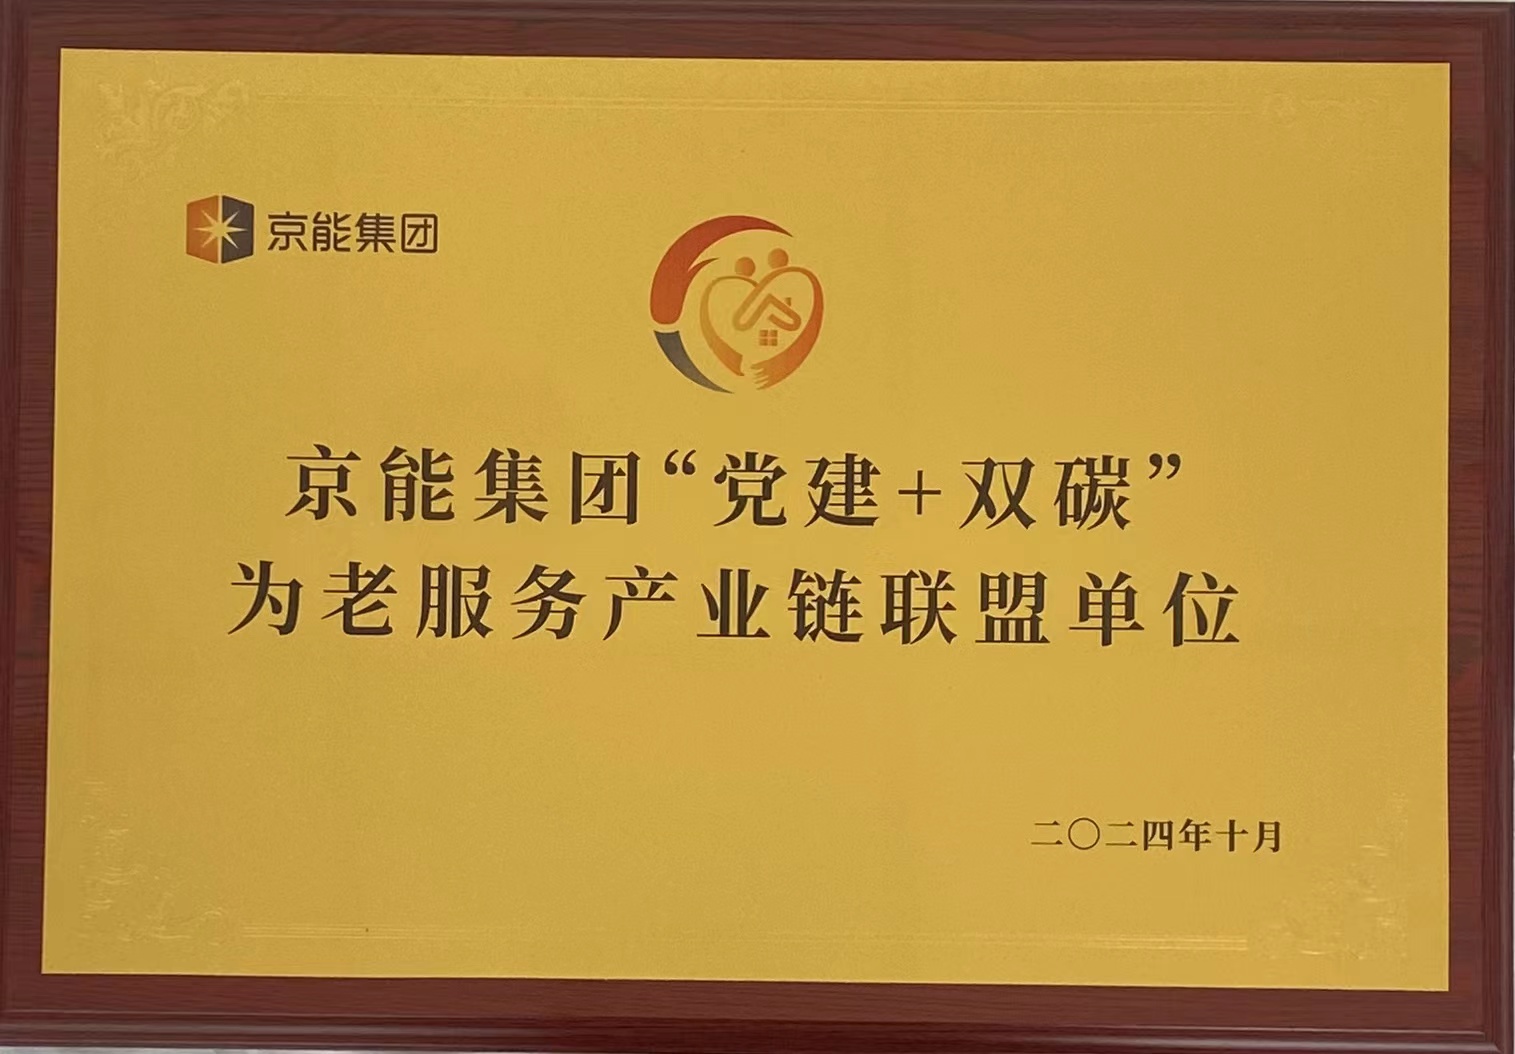 京能集团
京能集团“党建+双碳”
为老服务产业链联盟单位
二〇二四年十月